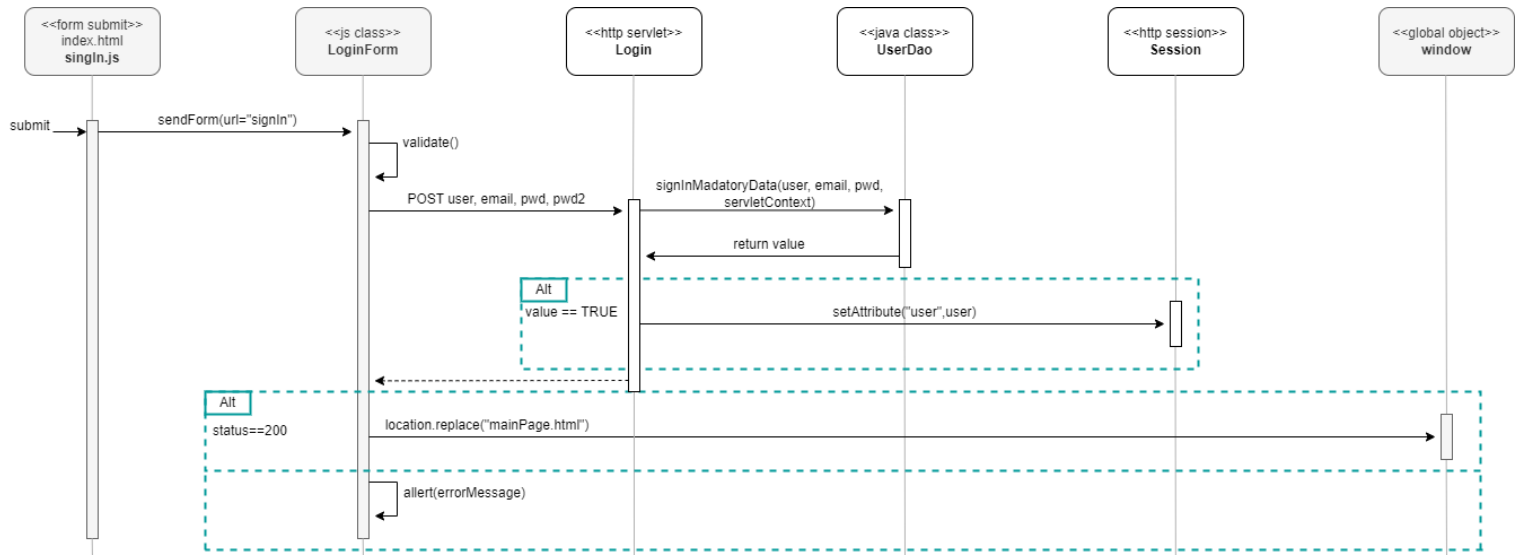 <<form submit>>
index.html
singIn.js
<<js class>>
LoginForm
<<http servlet>>
Login
<<java class>>
UserDao
<<http session>>
Session
<<global object>>
window
submit
sendForm(url="signIn")
validate()
POST user, email, pwd, pwd2
signInMadatoryData(user, email, pwd,
servletContext)
return value
Alt
value == TRUE
setAttribute("user",user)
Alt
status==200
location.replace("mainPage.html")
allert(errorMessage)